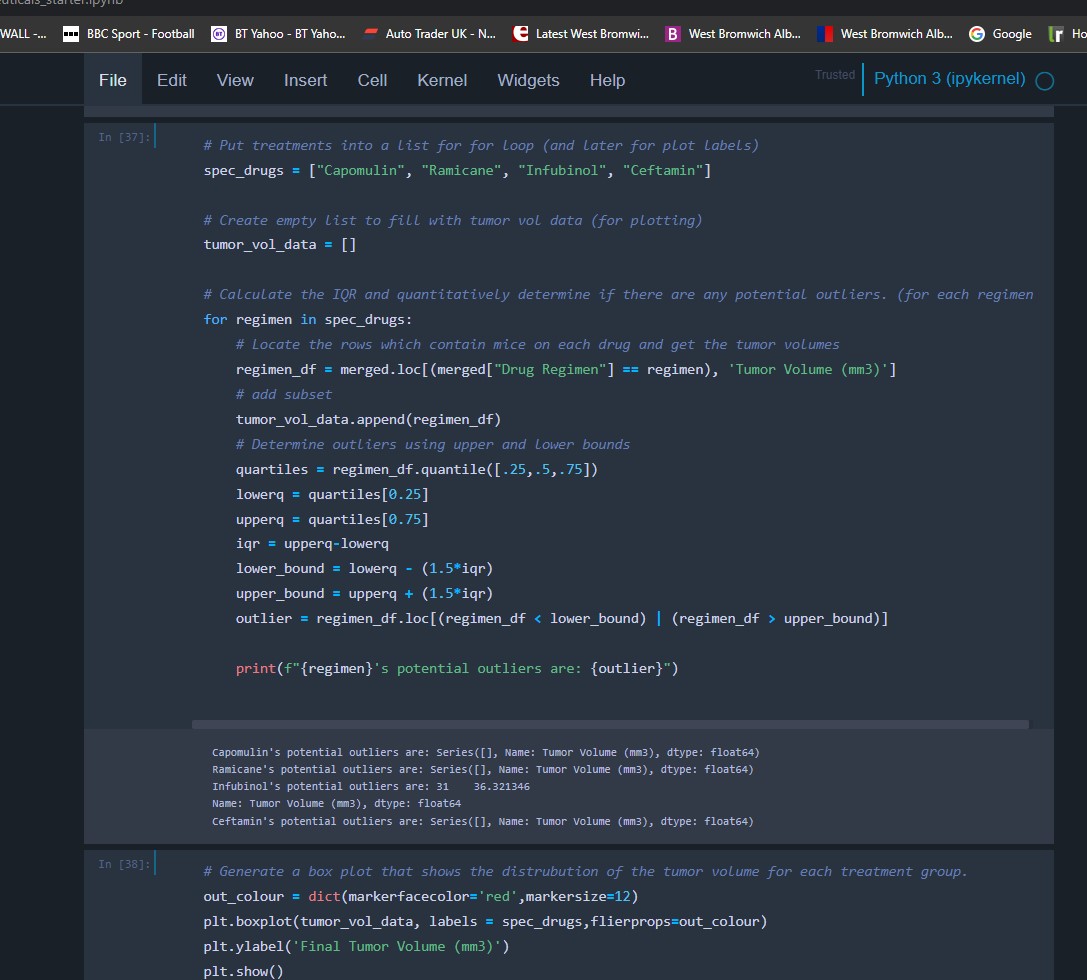 euticals_starter.ipynb
WALL -... BBC Sport - Football BT Yahoo - BT Yaho... Auto Trader UK - N... Latest West Bromwi... West Bromwich Alb... West Bromwich Alb... Google Ho
File Edit View Insert Cell Kernel Widgets Help Trusted Python 3 (ipykernel)
In [37]:
# Put treatments into a list for for loop (and later for plot labels)
spec_drugs = ["Capomulin", "Ramicane", "Infubinol", "Ceftamin"]
# Create empty list to fill with tumor vol data (for plotting)
tumor_vol_data = []
# Calculate the IQR and quantitatively determine if there are any potential outliers. (for each regimen
for regimen in spec_drugs:
# Locate the rows which contain mice on each drug and get the tumor volumes
regimen_df = merged.loc[(merged["Drug Regimen"] == regimen), 'Tumor Volume (mm3)']
# add subset
tumor_vol_data.append(regimen_df)
# Determine outliers using upper and lower bounds
quartiles = regimen_df.quantile([.25,.5,.75])
lowerq = quartiles[0.25]
upperq = quartiles[0.75]
iqr = upperq-lowerq
lower_bound = lowerq - (1.5*iqr)
upper_bound = upperq + (1.5*iqr)
outlier = regimen_df.loc[(regimen_df < lower_bound) | (regimen_df > upper_bound)]
print(f"{regimen}'s potential outliers are: {outlier}")
Capomulin's potential outliers are: Series([], Name: Tumor Volume (mm3), dtype: float64)
Ramicane's potential outliers are: Series([], Name: Tumor Volume (mm3), dtype: float64)
Infubinol's potential outliers are: 31    36.321346
Name: Tumor Volume (mm3), dtype: float64
Ceftamin's potential outliers are: Series([], Name: Tumor Volume (mm3), dtype: float64)
In [38]:
# Generate a box plot that shows the distrubution of the tumor volume for each treatment group.
out_colour = dict(markerfacecolor='red',markersize=12)
plt.boxplot(tumor_vol_data, labels = spec_drugs,flierprops=out_colour)
plt.ylabel('Final Tumor Volume (mm3)')
plt.show()